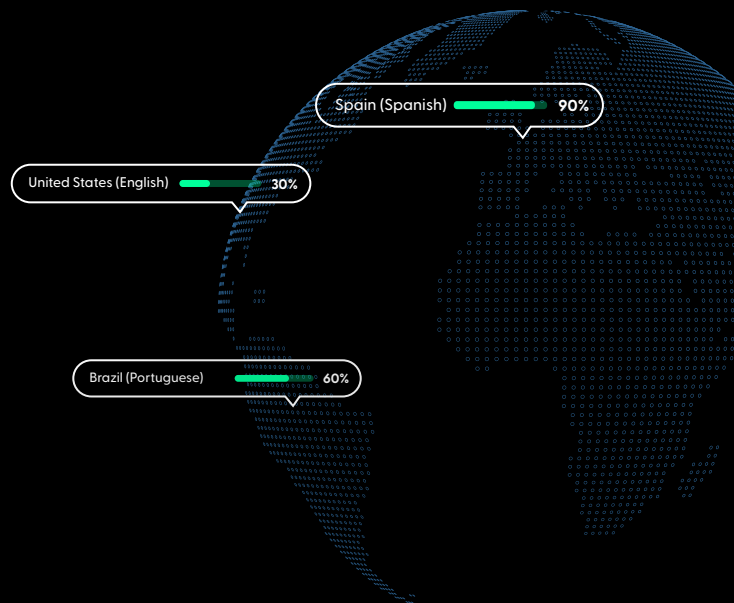 Spain (Spanish) 90%
United States (English) 30%
Brazil (Portuguese) 60%